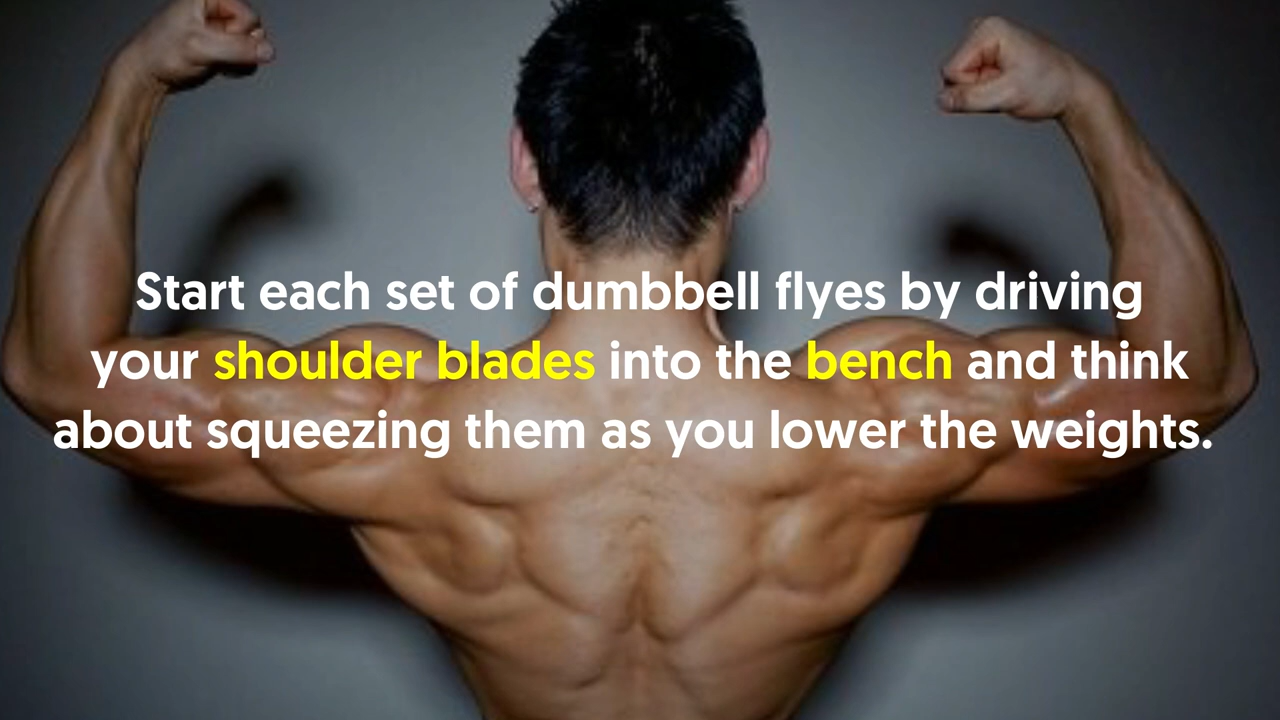 Start each set of dumbbell flyes by driving
your shoulder blades into the bench and think
about squeezing them as you lower the weights.